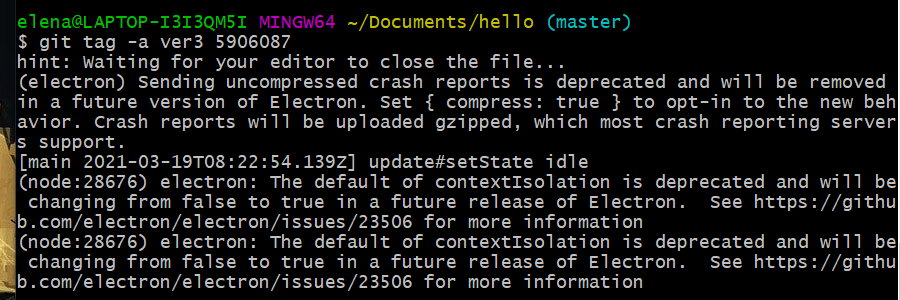 elena@LAPTOP-I3I3QM5I MINGW64 ~/Documents/hello (master)
$ git tag -a ver3 5906087
hint: Waiting for your editor to close the file...
(electron) Sending uncompressed crash reports is deprecated and will be removed
in a future version of Electron. Set { compress: true } to opt-in to the new beh
avior. Crash reports will be uploaded gzipped, which most crash reporting server
s support.
[main 2021-03-19T08:22:54.139Z] update#setState idle
(node:28676) electron: The default of contextIsolation is deprecated and will be
 changing from false to true in a future release of Electron.  See https://githu
b.com/electron/electron/issues/23506 for more information
(node:28676) electron: The default of contextIsolation is deprecated and will be
 changing from false to true in a future release of Electron.  See https://githu
b.com/electron/electron/issues/23506 for more information